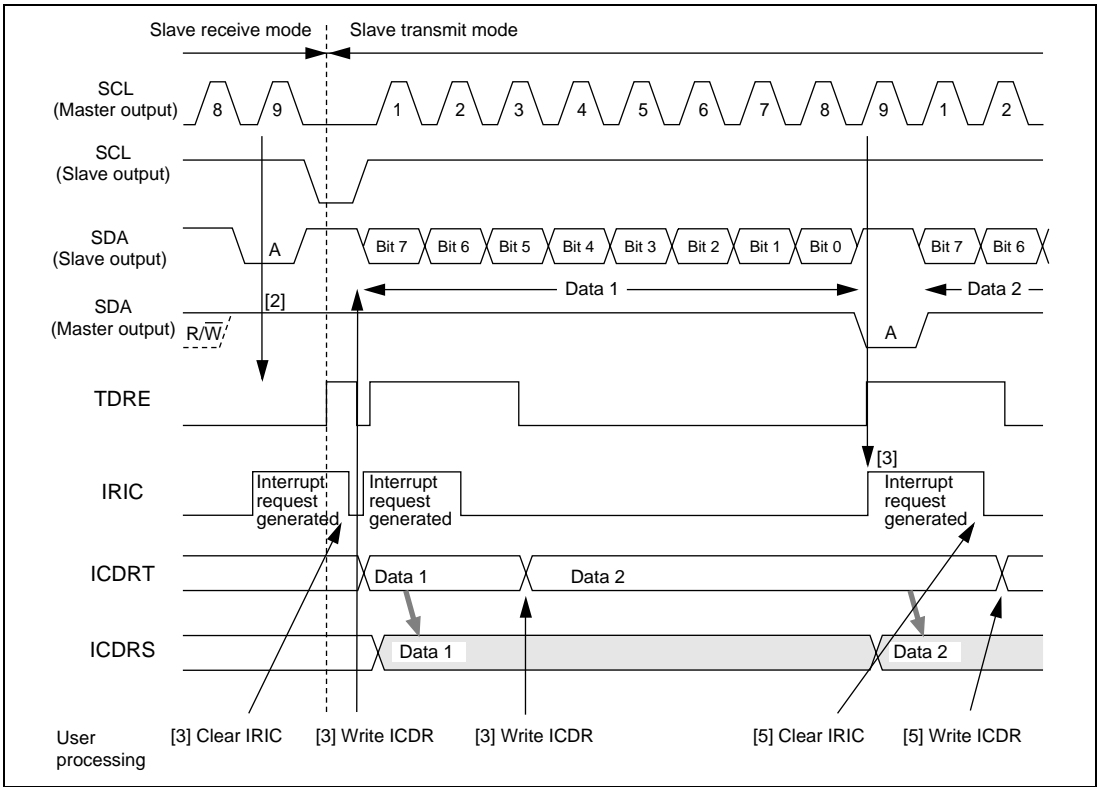 Slave receive mode
Slave transmit mode
SCL
(Master output)
8 9 1 2 3 4 5 6 7 8 9 1 2
SCL
(Slave output)
SDA
(Slave output)
A
Bit 7 Bit 6 Bit 5 Bit 4 Bit 3 Bit 2 Bit 1 Bit 0 Bit 7 Bit 6
[2]
Data 1
Data 2
SDA
(Master output)
R/W
A
TDRE
[3]
IRIC
Interrupt
request
generated
Interrupt
request
generated
Interrupt
request
generated
ICDRT
Data 1
Data 2
ICDRS
Data 1
Data 2
User
processing
[3] Clear IRIC
[3] Write ICDR
[3] Write ICDR
[5] Clear IRIC
[5] Write ICDR